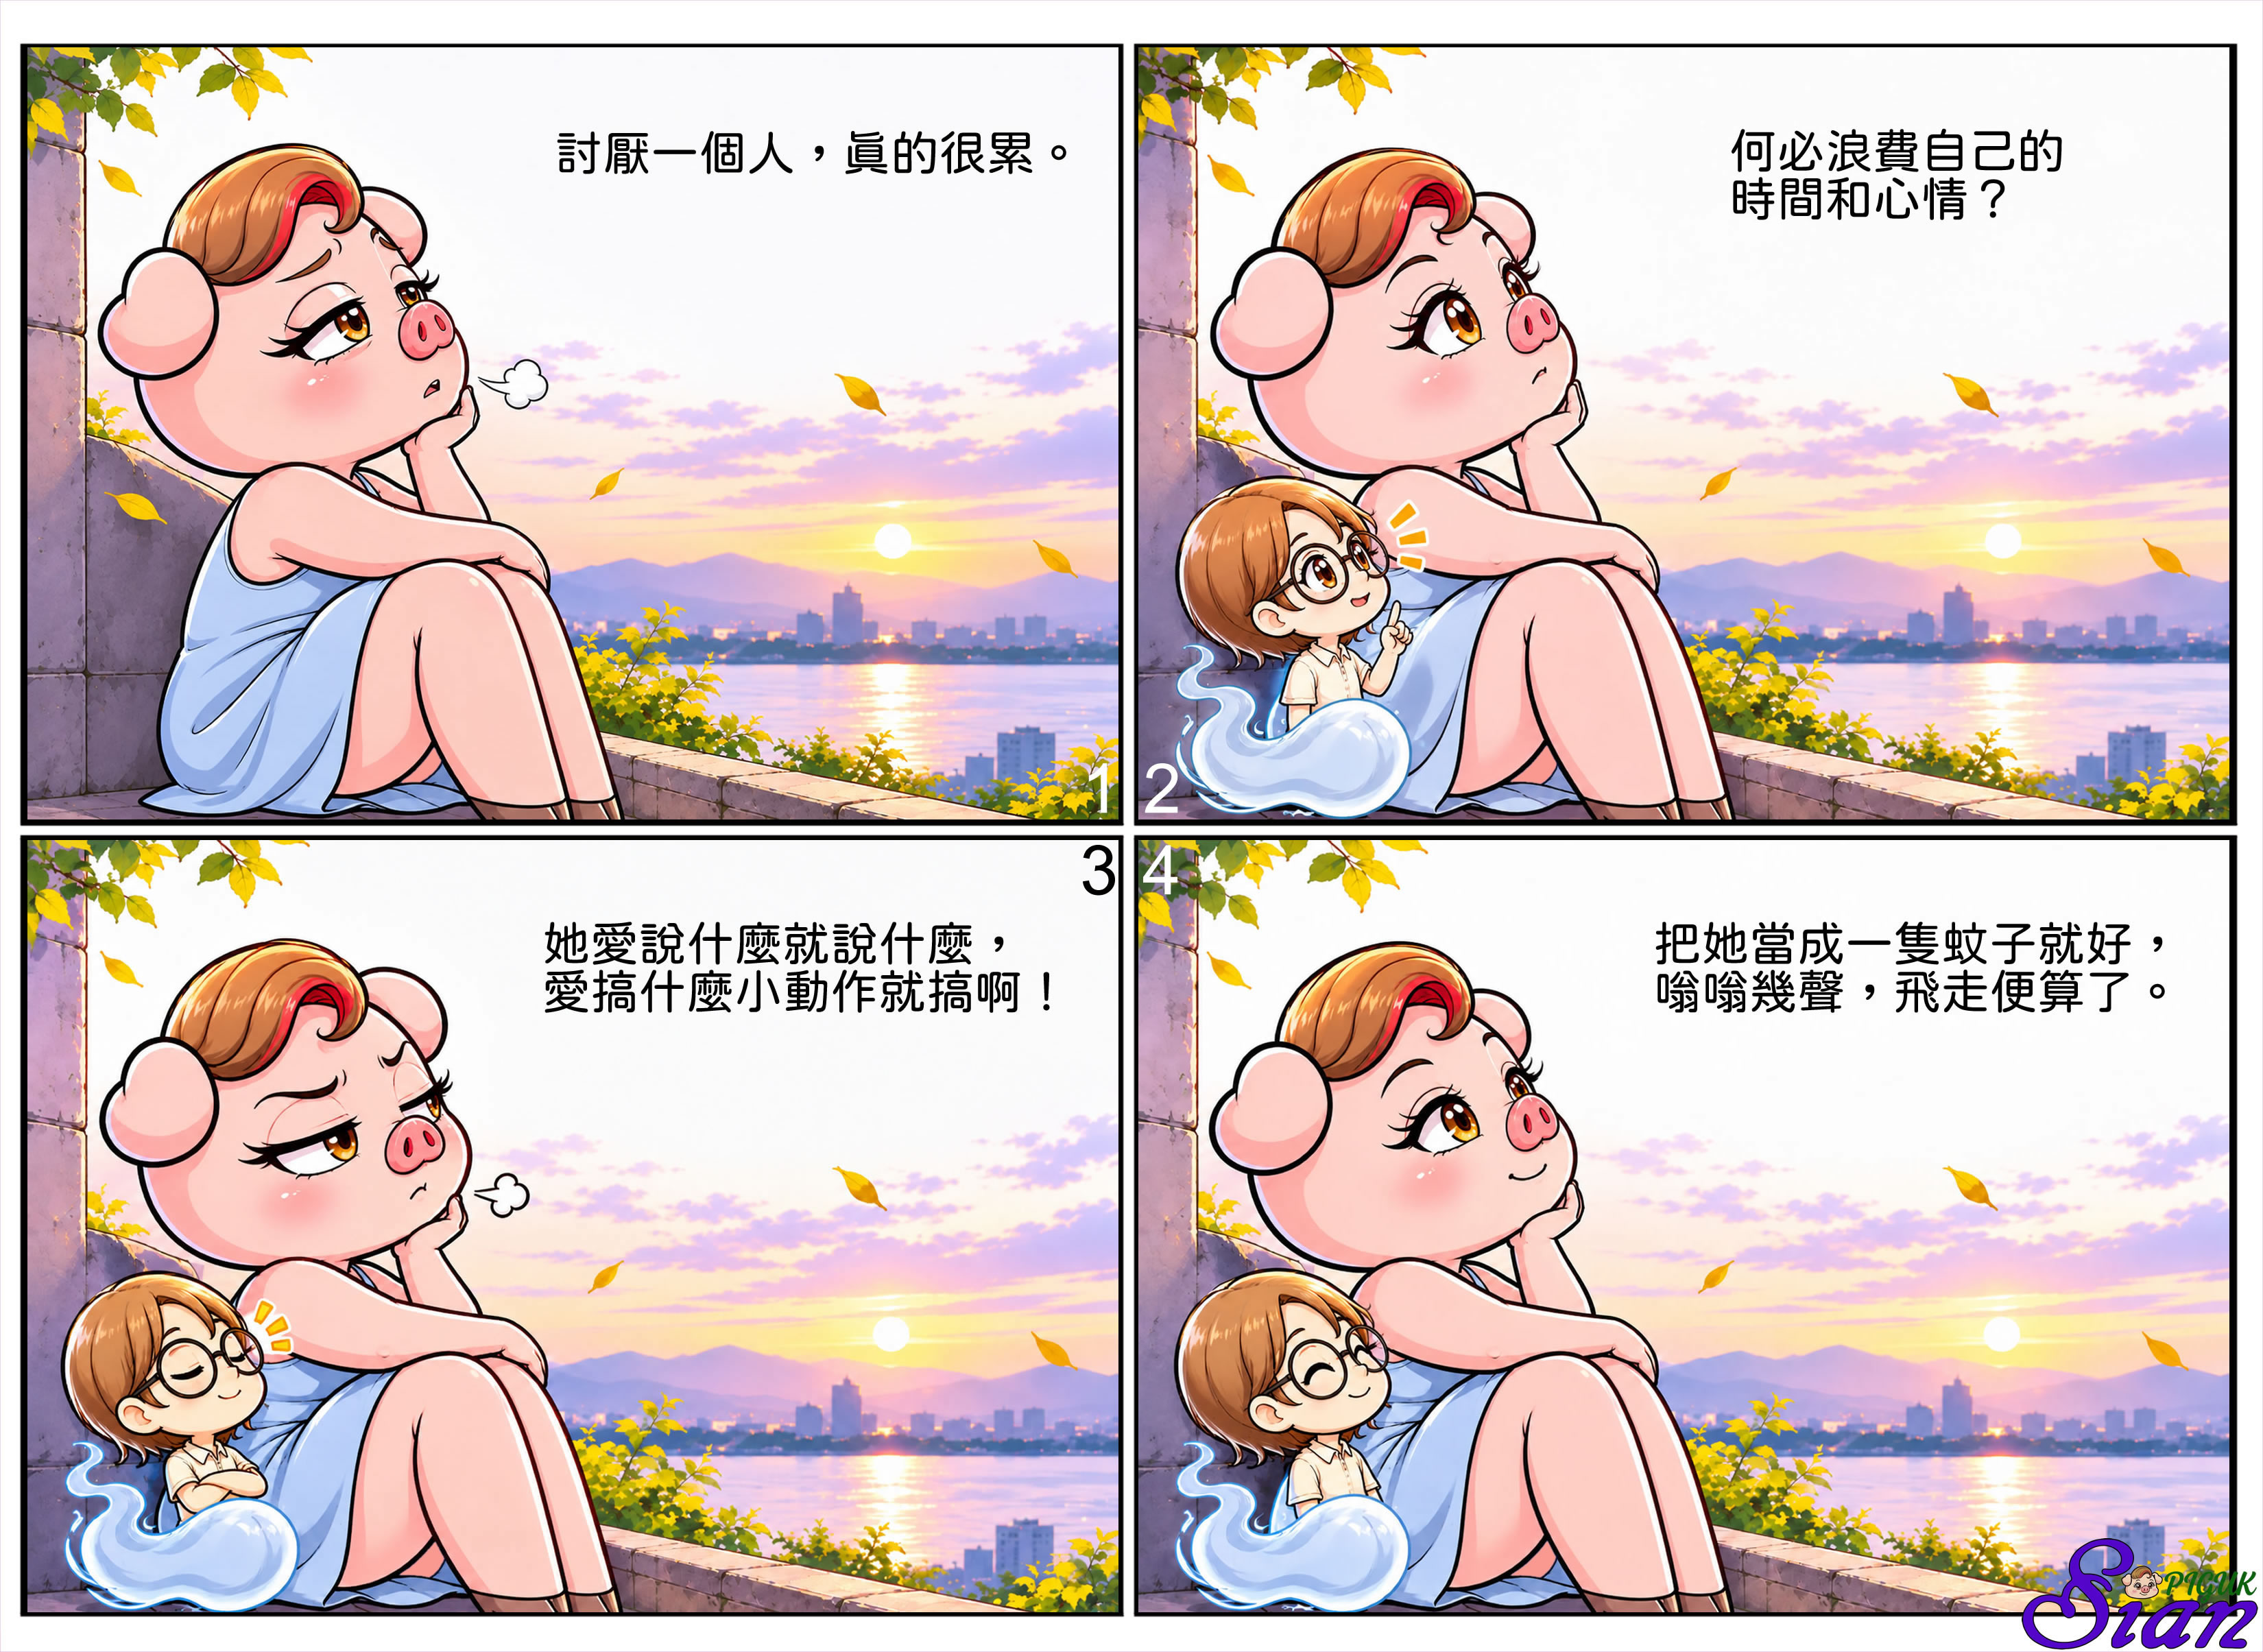 討厭一個人，真的很累。
1
何必浪費自己的
時間和心情？
2
3
她愛說什麼就說什麼，
愛搞什麼小動作就搞啊！
4
把她當成一隻蚊子就好，
嗡嗡幾聲，飛走便算了。
PIGUK
Sian